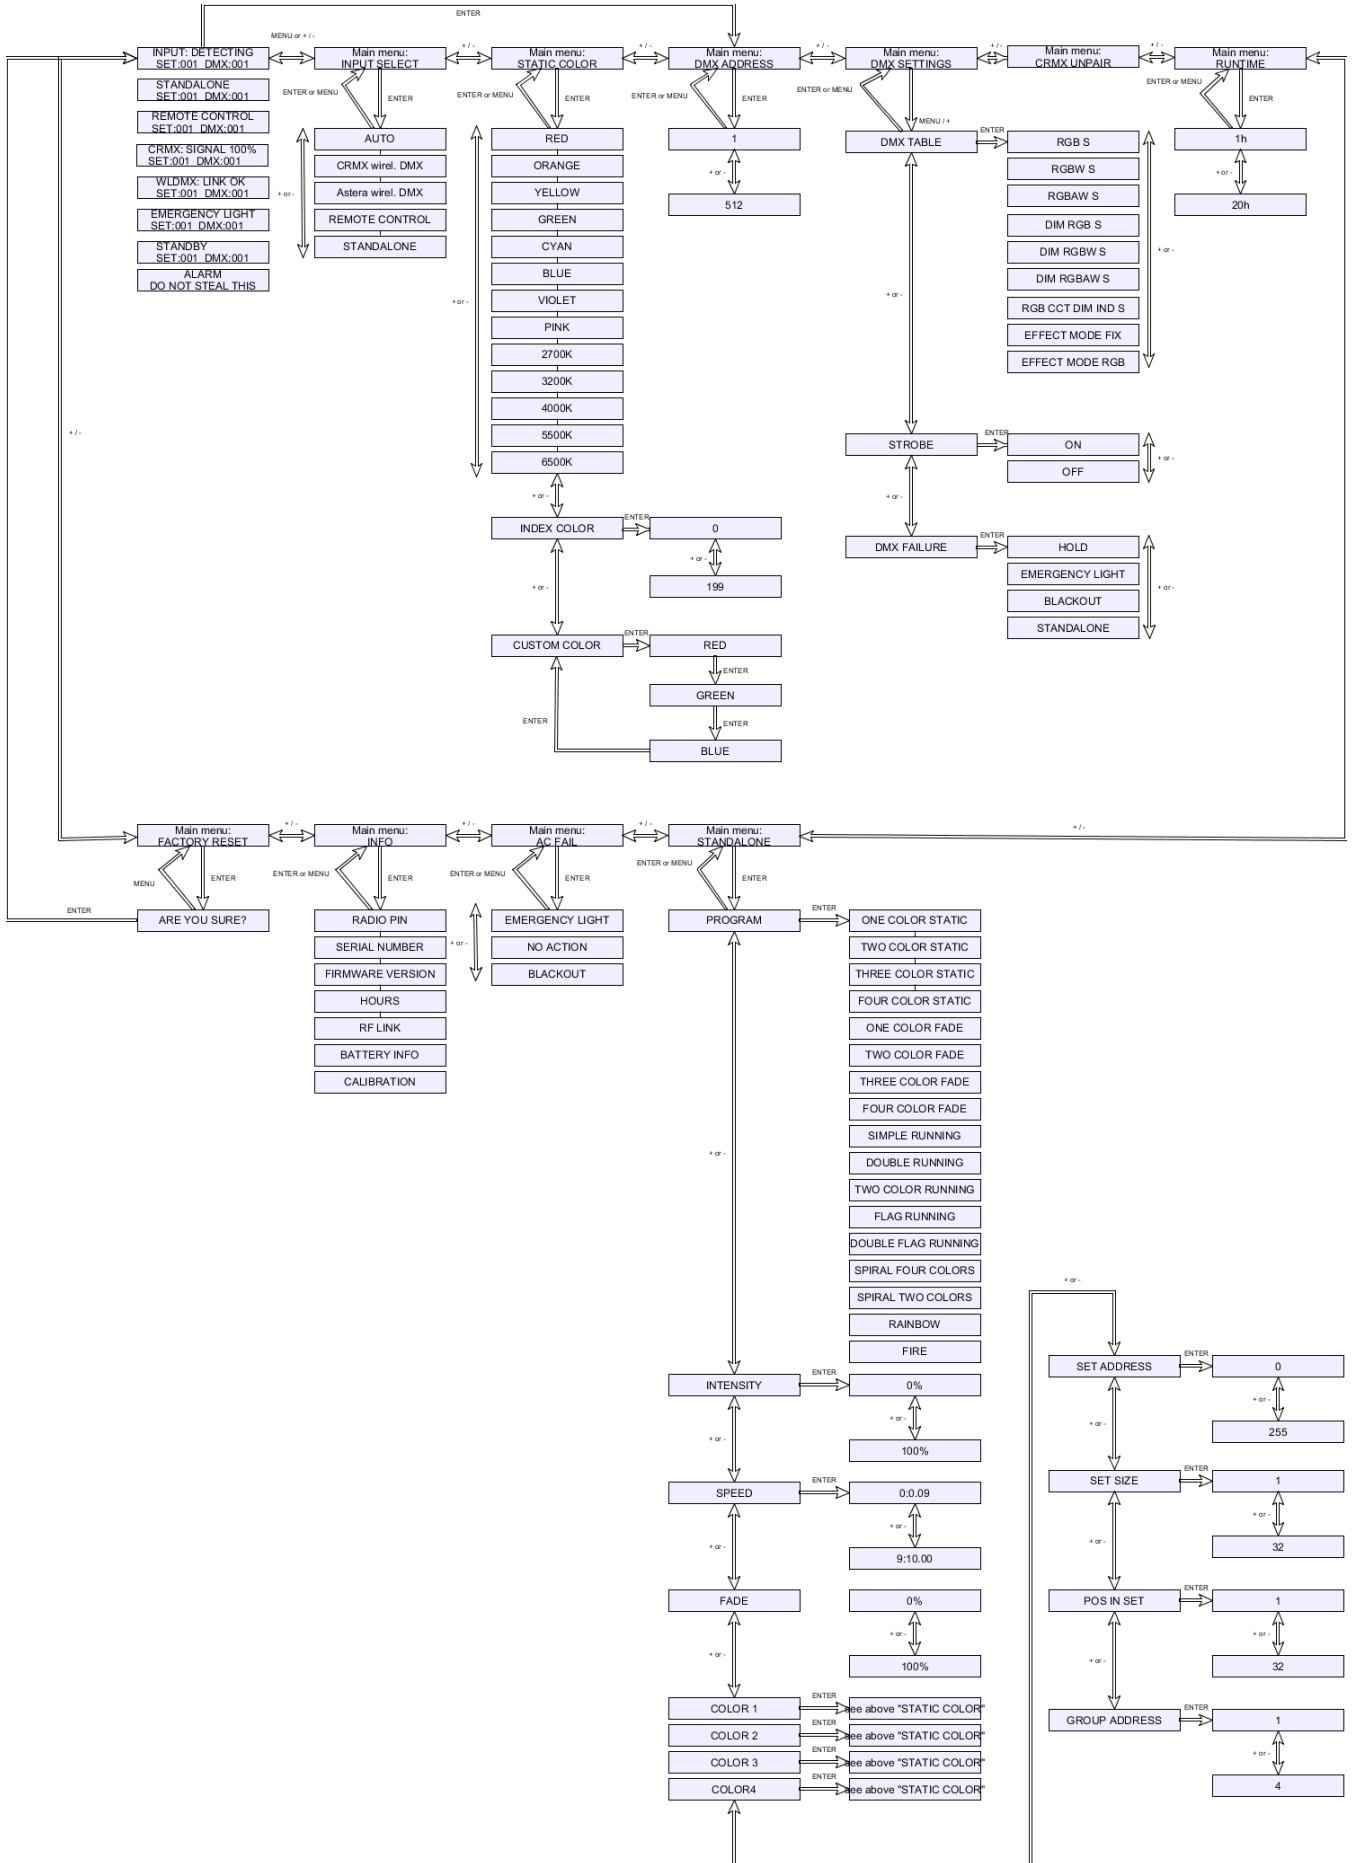 ENTER
MENU or + / -
+ / -
+ / -
+ / -
+ / -
+ / -
INPUT: DETECTING
SET:001 DMX:001
Main menu:
INPUT SELECT
Main menu:
STATIC COLOR
Main menu:
DMX ADDRESS
Main menu:
DMX SETTINGS
Main menu:
CRMX UNPAIR
Main menu:
RUNTIME
STANDALONE
SET:001 DMX:001
REMOTE CONTROL
SET:001 DMX:001
CRMX: SIGNAL 100%
SET:001 DMX:001
WLDMX: LINK OK
SET:001 DMX:001
EMERGENCY LIGHT
SET:001 DMX:001
STANDBY
SET:001 DMX:001
ALARM
DO NOT STEAL THIS
ENTER or MENU
ENTER
+ or -
AUTO
CRMX wirel. DMX
Astera wirel. DMX
REMOTE CONTROL
STANDALONE
ENTER or MENU
ENTER
+ or -
RED
ORANGE
YELLOW
GREEN
CYAN
BLUE
VIOLET
PINK
2700K
3200K
4000K
5500K
6500K
+ or -
INDEX COLOR
ENTER
0
+ or -
199
+ or -
CUSTOM COLOR
ENTER
RED
ENTER
GREEN
ENTER
BLUE
ENTER
ENTER or MENU
ENTER
1
+ or -
512
ENTER or MENU
MENU / +
DMX TABLE
ENTER
RGB S
RGBW S
RGBAW S
DIM RGB S
DIM RGBW S
DIM RGBAW S
RGB CCT DIM IND S
EFFECT MODE FIX
EFFECT MODE RGB
+ or -
+ or -
STROBE
ENTER
ON
OFF
+ or -
+ or -
DMX FAILURE
ENTER
HOLD
EMERGENCY LIGHT
BLACKOUT
STANDALONE
+ or -
ENTER or MENU
ENTER
1h
+ or -
20h
+ / -
+ / -
+ / -
+ / -
+ / -
Main menu:
FACTORY RESET
Main menu:
INFO
Main menu:
AC FAIL
Main menu:
STANDALONE
MENU
ENTER
ENTER
ARE YOU SURE?
ENTER or MENU
ENTER
RADIO PIN
SERIAL NUMBER
FIRMWARE VERSION
HOURS
RF LINK
BATTERY INFO
CALIBRATION
ENTER or MENU
ENTER
+ or -
EMERGENCY LIGHT
NO ACTION
BLACKOUT
ENTER or MENU
ENTER
PROGRAM
ENTER
ONE COLOR STATIC
TWO COLOR STATIC
THREE COLOR STATIC
FOUR COLOR STATIC
ONE COLOR FADE
TWO COLOR FADE
THREE COLOR FADE
FOUR COLOR FADE
SIMPLE RUNNING
DOUBLE RUNNING
TWO COLOR RUNNING
FLAG RUNNING
DOUBLE FLAG RUNNING
SPIRAL FOUR COLORS
SPIRAL TWO COLORS
RAINBOW
FIRE
+ or -
INTENSITY
ENTER
0%
+ or -
100%
+ or -
SPEED
ENTER
0:0.09
+ or -
9:10.00
+ or -
FADE
0%
+ or -
100%
+ or -
COLOR 1
ENTER
see above "STATIC COLOR"
COLOR 2
ENTER
see above "STATIC COLOR"
COLOR 3
ENTER
see above "STATIC COLOR"
COLOR4
ENTER
see above "STATIC COLOR"
+ or -
SET ADDRESS
ENTER
0
+ or -
255
+ or -
SET SIZE
ENTER
1
+ or -
32
+ or -
POS IN SET
ENTER
1
+ or -
32
+ or -
GROUP ADDRESS
ENTER
1
+ or -
4